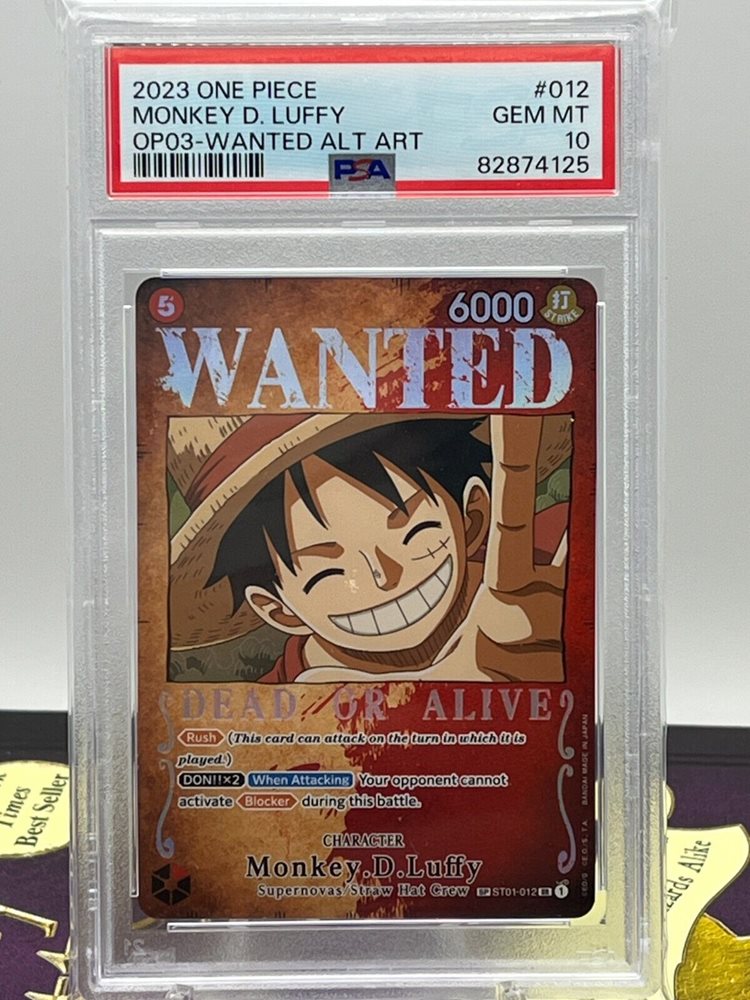 2023 ONE PIECE #012
MONKEY D. LUFFY GEM MT
OP03-WANTED ALT ART 10
PSA 82874125
5 6000 打
STRIKE
WANTED
DEAD OR ALIVE
Rush (This card can attack on the turn in which it is
played.)
DON!!×2 When Attacking Your opponent cannot
activate Blocker during this battle.
BANDAI MADE IN JAPAN
CHARACTER
Monkey.D.Luffy
Supernovas/Straw Hat Crew SP ST01-012 1
Times
Best Seller
Alike